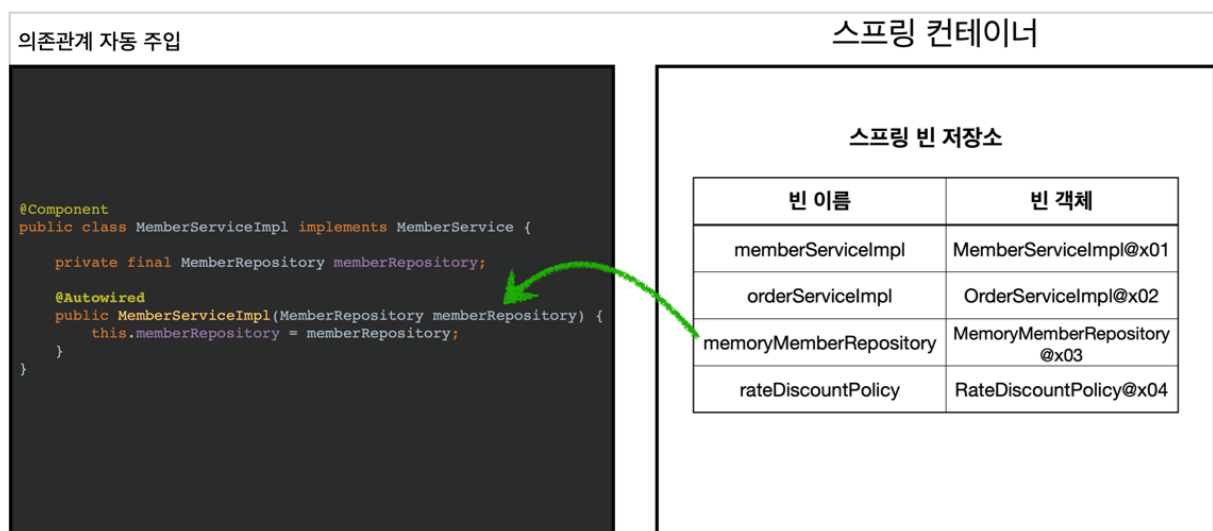 의존관계 자동 주입
@Component
public class MemberServiceImpl implements MemberService {
private final MemberRepository memberRepository;
@Autowired
public MemberServiceImpl(MemberRepository memberRepository) {
this.memberRepository = memberRepository;
}
}
스프링 컨테이너
스프링 빈 저장소
빈 이름 빈 객체
memberServiceImpl MemberServiceImpl@x01
orderServiceImpl OrderServiceImpl@x02
memoryMemberRepository MemoryMemberRepository
@x03
rateDiscountPolicy RateDiscountPolicy@x04